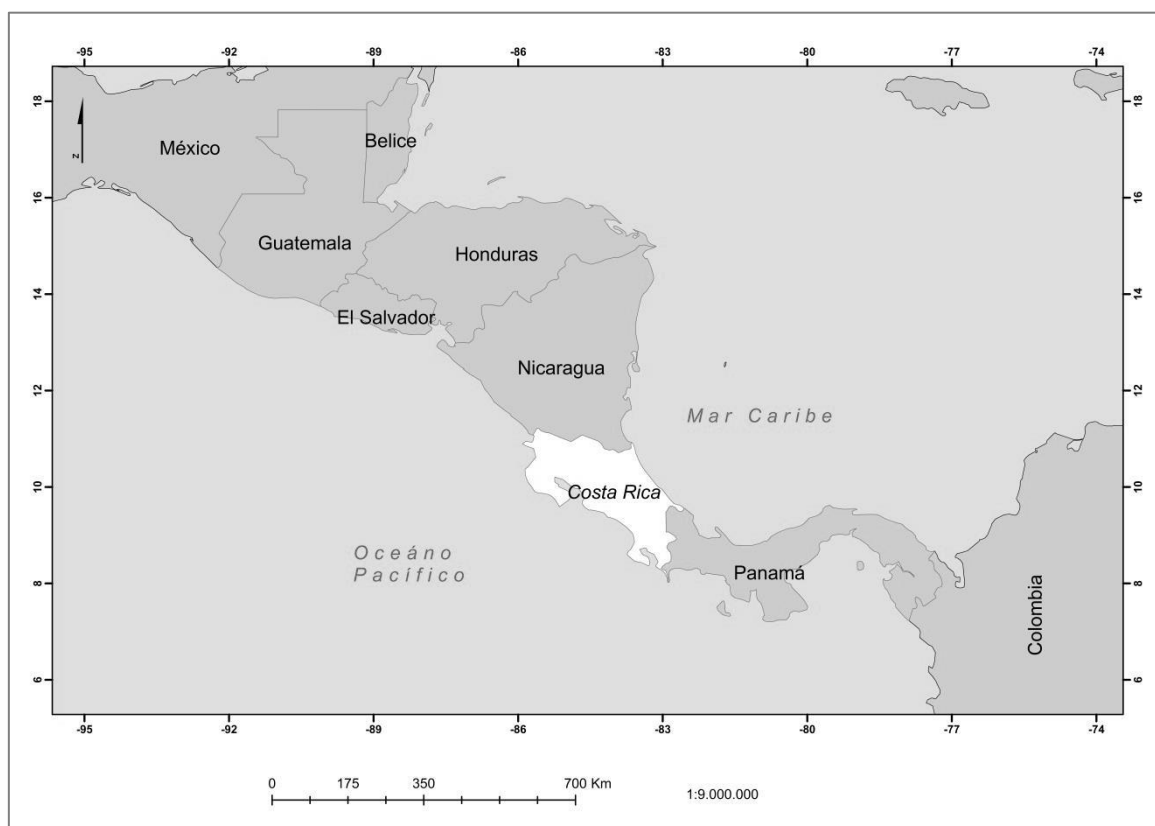 -95 -92 -89 -86 -83 -80 -77 -74
18 18
México
Belice
z
16 16
Guatemala
Honduras
14 14
El Salvador
Nicaragua
12 12
Mar Caribe
10 10
Costa Rica
Oceáno
Pacífico
8 8
Panamá
Colombia
6 6
-95 -92 -89 -86 -83 -80 -77 -74
0 175 350 700 Km
1:9.000.000